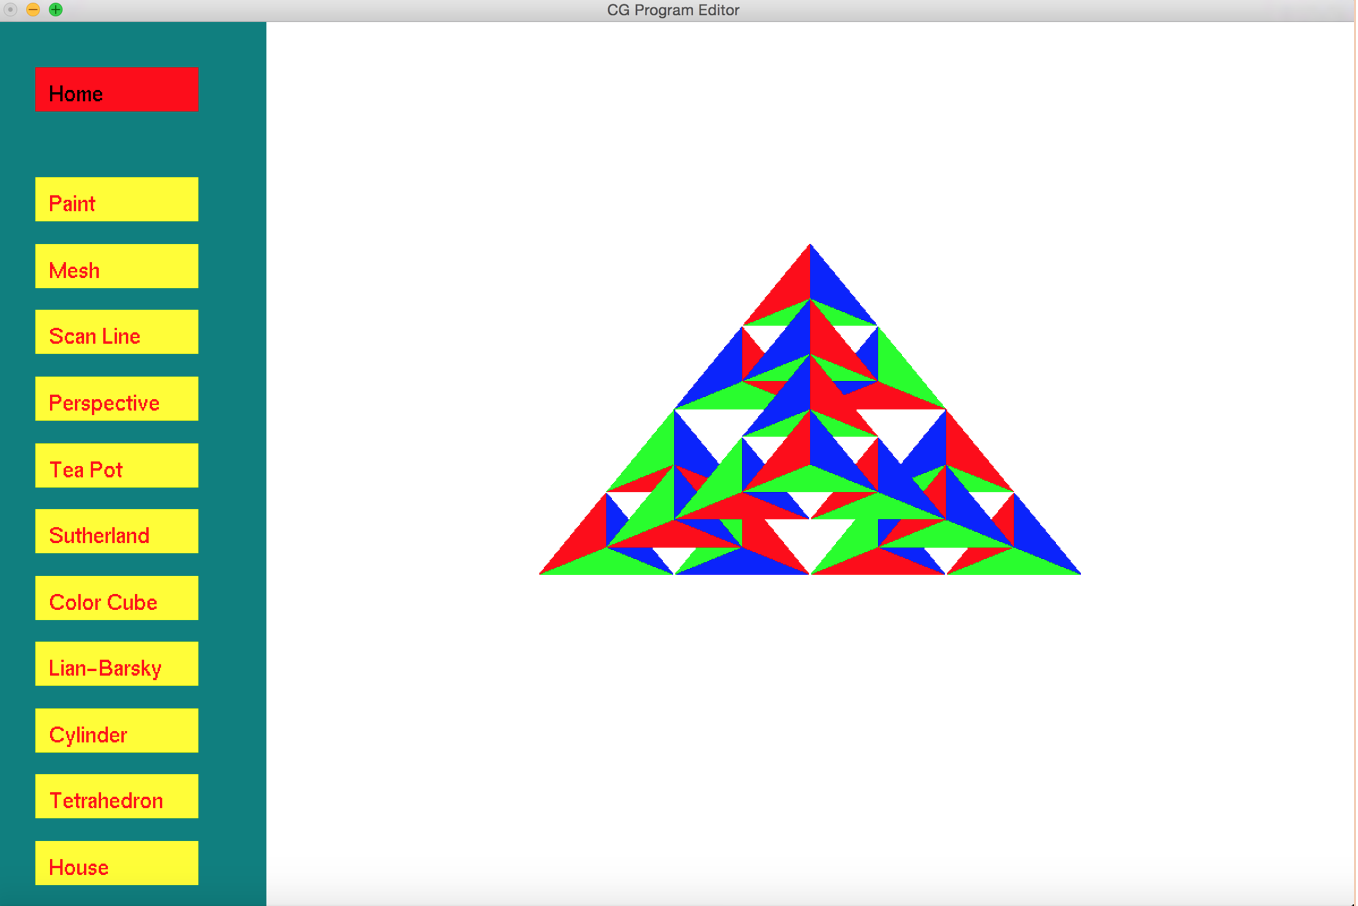 CG Program Editor
Home
Paint
Mesh
Scan Line
Perspective
Tea Pot
Sutherland
Color Cube
Lian-Barsky
Cylinder
Tetrahedron
House